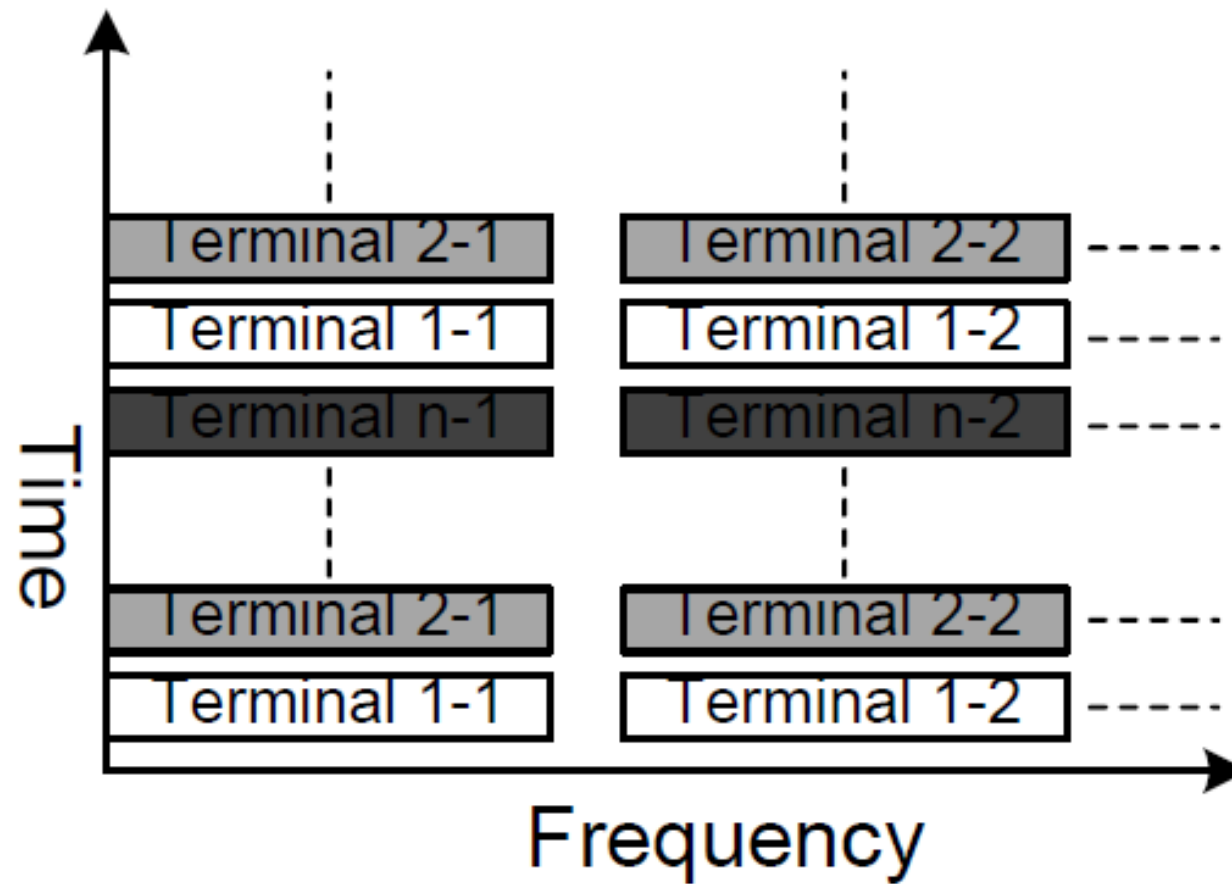 Terminal 2-1 Terminal 2-2
Terminal 1-1 Terminal 1-2
Terminal n-1 Terminal n-2
Time
Terminal 2-1 Terminal 2-2
Terminal 1-1 Terminal 1-2
Frequency